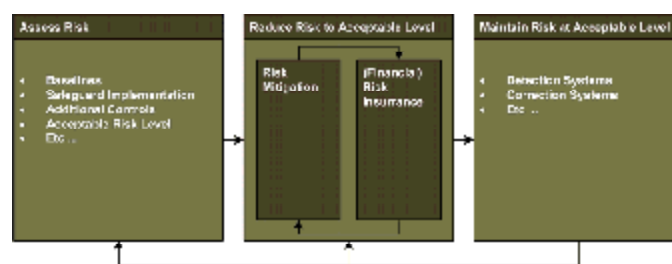 Assess Risk
• Baselines
• Safeguard Implementation
• Additional Controls
• Acceptable Risk Level
• Etc ...
Reduce Risk to Acceptable Level
Risk
Mitigation
(Financial)
Risk
Insurrance
Maintain Risk at Acceptable Level
• Detection Systems
• Correction Systems
• Etc ...